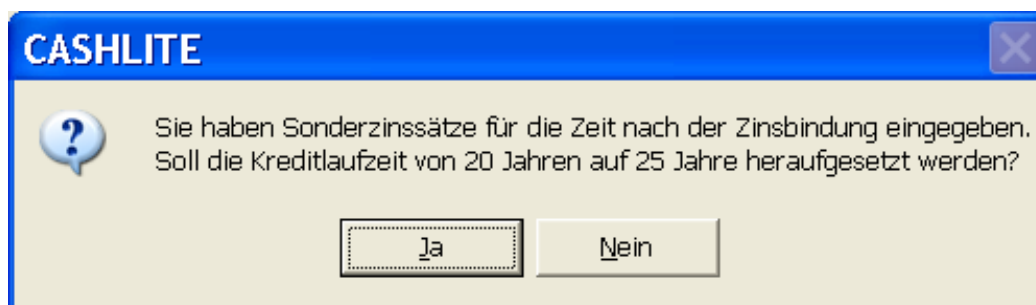 CASHLITE
Sie haben Sonderzinssätze für die Zeit nach der Zinsbindung eingegeben.
Soll die Kreditlaufzeit von 20 Jahren auf 25 Jahre heraufgesetzt werden?
Ja Nein